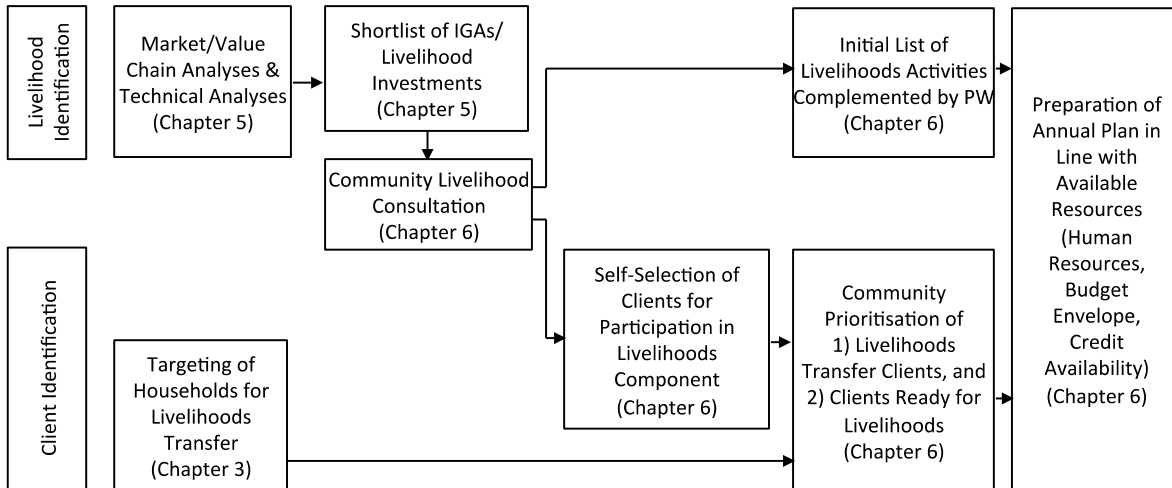 Livelihood
Identification
Market/Value
Chain Analyses &
Technical Analyses
(Chapter 5)
Shortlist of IGAs/
Livelihood
Investments
(Chapter 5)
Community Livelihood
Consultation
(Chapter 6)
Initial List of
Livelihoods Activities
Complemented by PW
(Chapter 6)
Client Identification
Targeting of
Households for
Livelihoods
Transfer
(Chapter 3)
Self-Selection of
Clients for
Participation in
Livelihoods
Component
(Chapter 6)
Community
Prioritisation of
1) Livelihoods
Transfer Clients, and
2) Clients Ready for
Livelihoods
(Chapter 6)
Preparation of
Annual Plan in
Line with
Available
Resources
(Human
Resources,
Budget
Envelope,
Credit
Availability)
(Chapter 6)